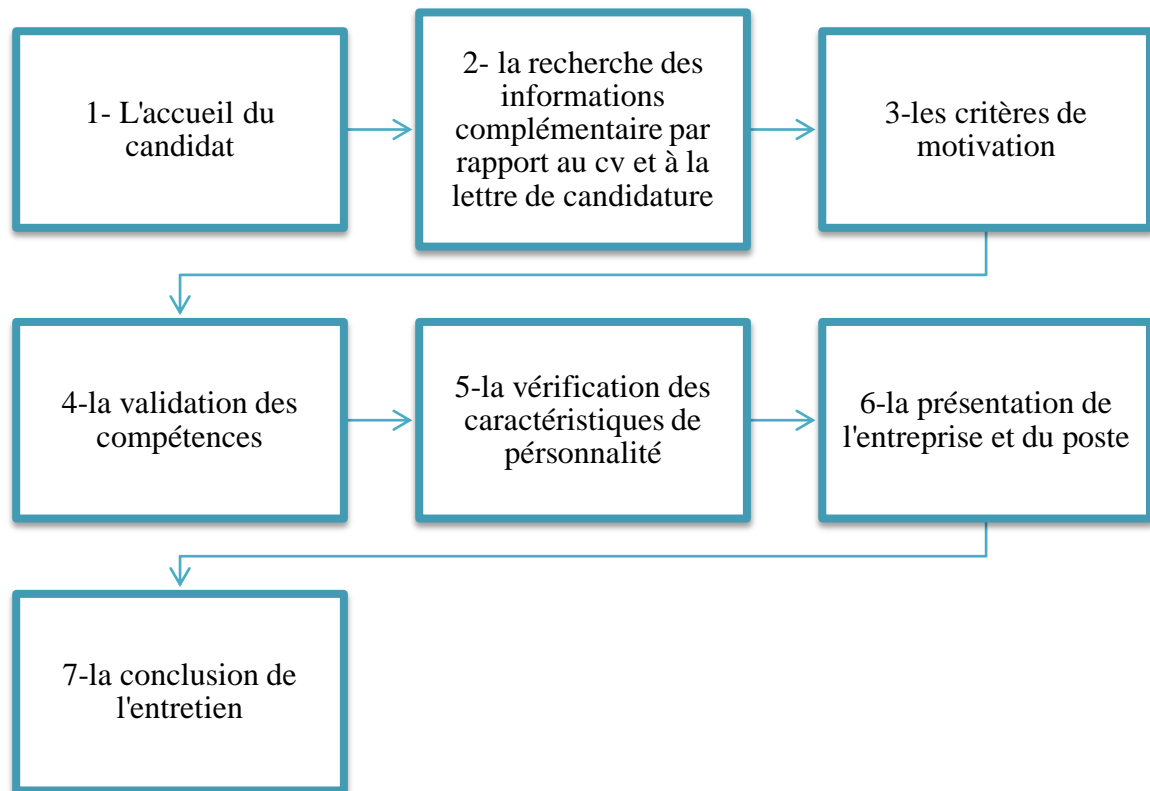 1- L'accueil du
candidat
2- la recherche des
informations
complémentaire par
rapport au cv et à la
lettre de candidature
3-les critères de
motivation
4-la validation des
compétences
5-la vérification des
caractéristiques de
pérsonnalité
6-la présentation de
l'entreprise et du poste
7-la conclusion de
l'entretien